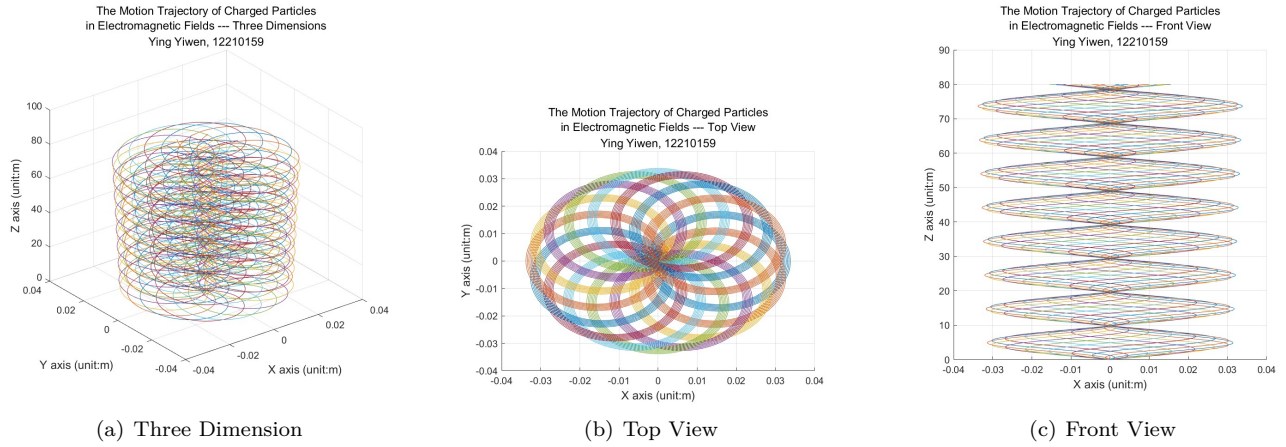 The Motion Trajectory of Charged Particles
in Electromagnetic Fields --- Three Dimensions
Ying Yiwen, 12210159
100
80
60
40
20
0
Z axis (unit:m)
0.04
0.02
0
-0.02
-0.04
Y axis (unit:m)
-0.04
-0.02
0
0.02
0.04
X axis (unit:m)
(a) Three Dimension
The Motion Trajectory of Charged Particles
in Electromagnetic Fields --- Top View
Ying Yiwen, 12210159
0.04
0.03
0.02
0.01
0
-0.01
-0.02
-0.03
-0.04
Y axis (unit:m)
-0.04 -0.03 -0.02 -0.01 0 0.01 0.02 0.03 0.04
X axis (unit:m)
(b) Top View
The Motion Trajectory of Charged Particles
in Electromagnetic Fields --- Front View
Ying Yiwen, 12210159
90
80
70
60
50
40
30
20
10
0
Z axis (unit:m)
-0.04 -0.03 -0.02 -0.01 0 0.01 0.02 0.03 0.04
X axis (unit:m)
(c) Front View